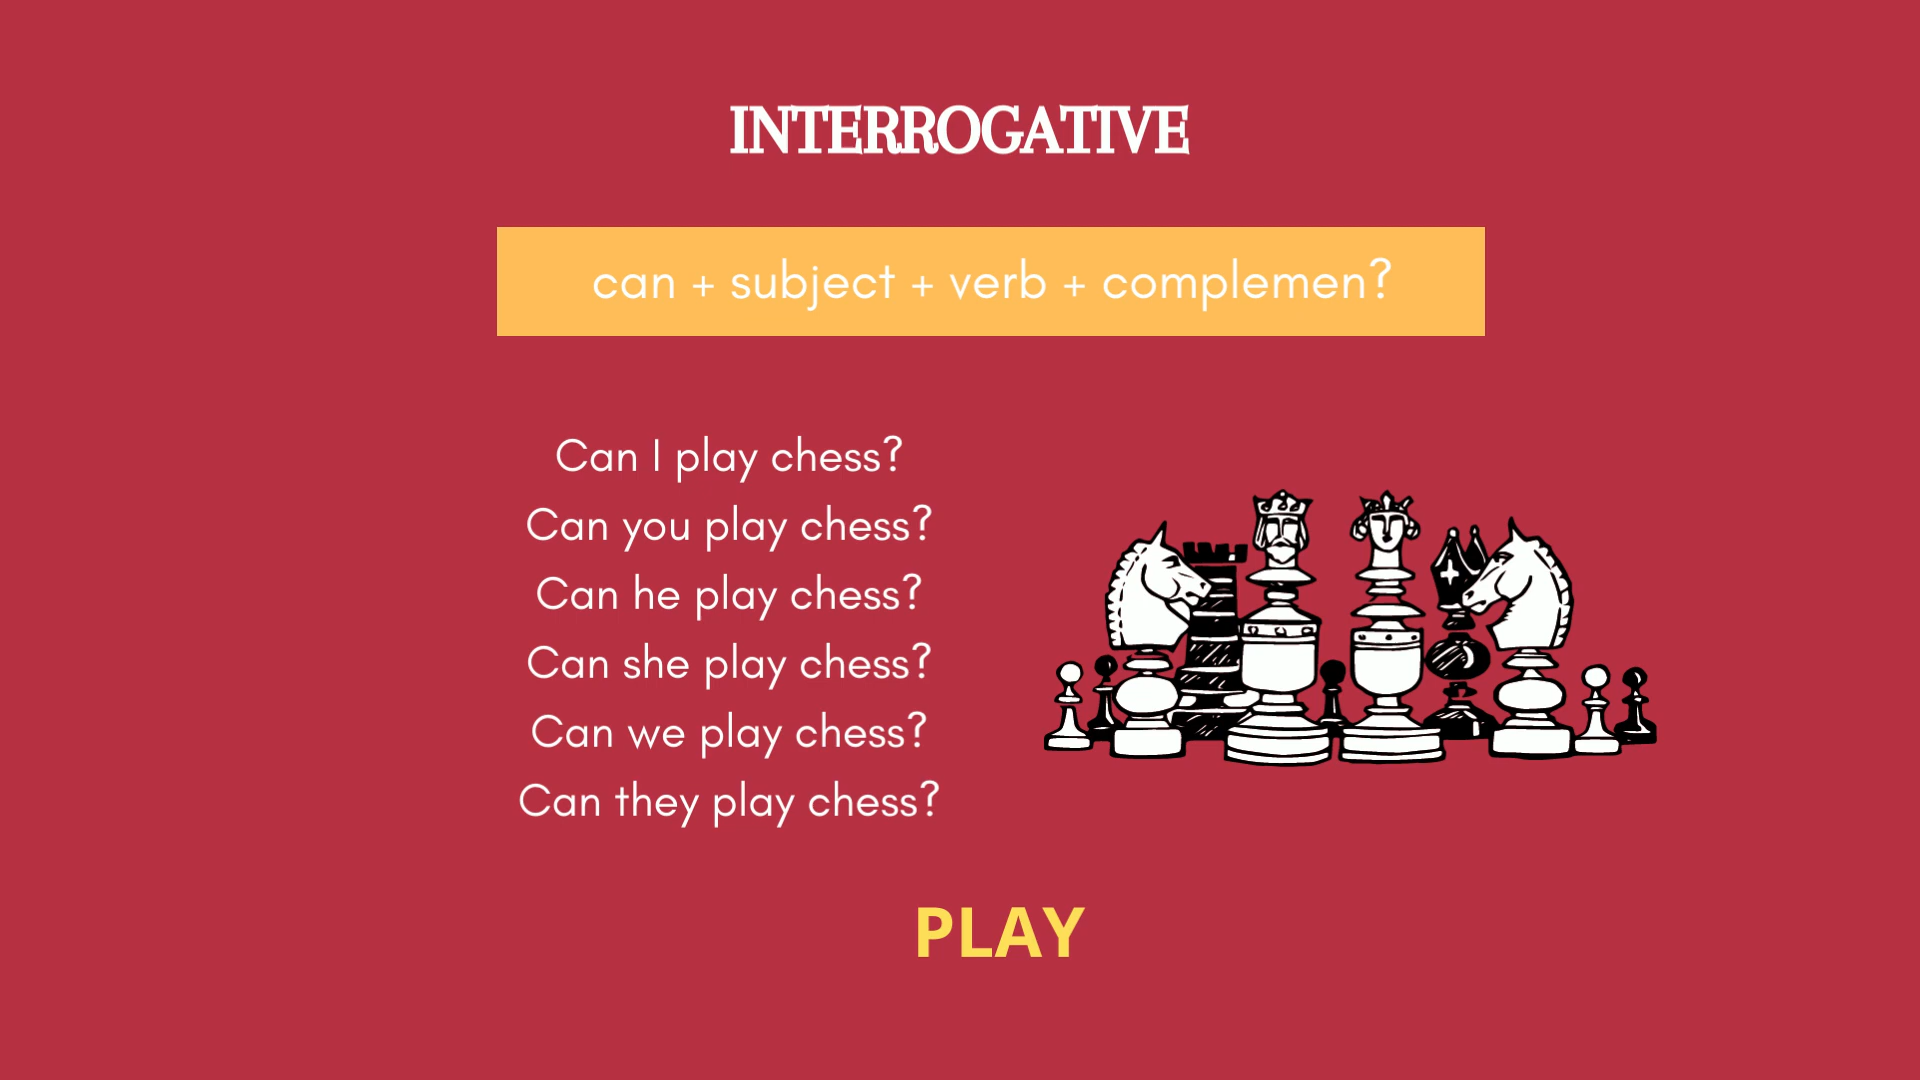 INTERROGATIVE
can + subject + verb + complemen?
Can I play chess?
Can you play chess?
Can he play chess?
Can she play chess?
Can we play chess?
Can they play chess?
PLAY